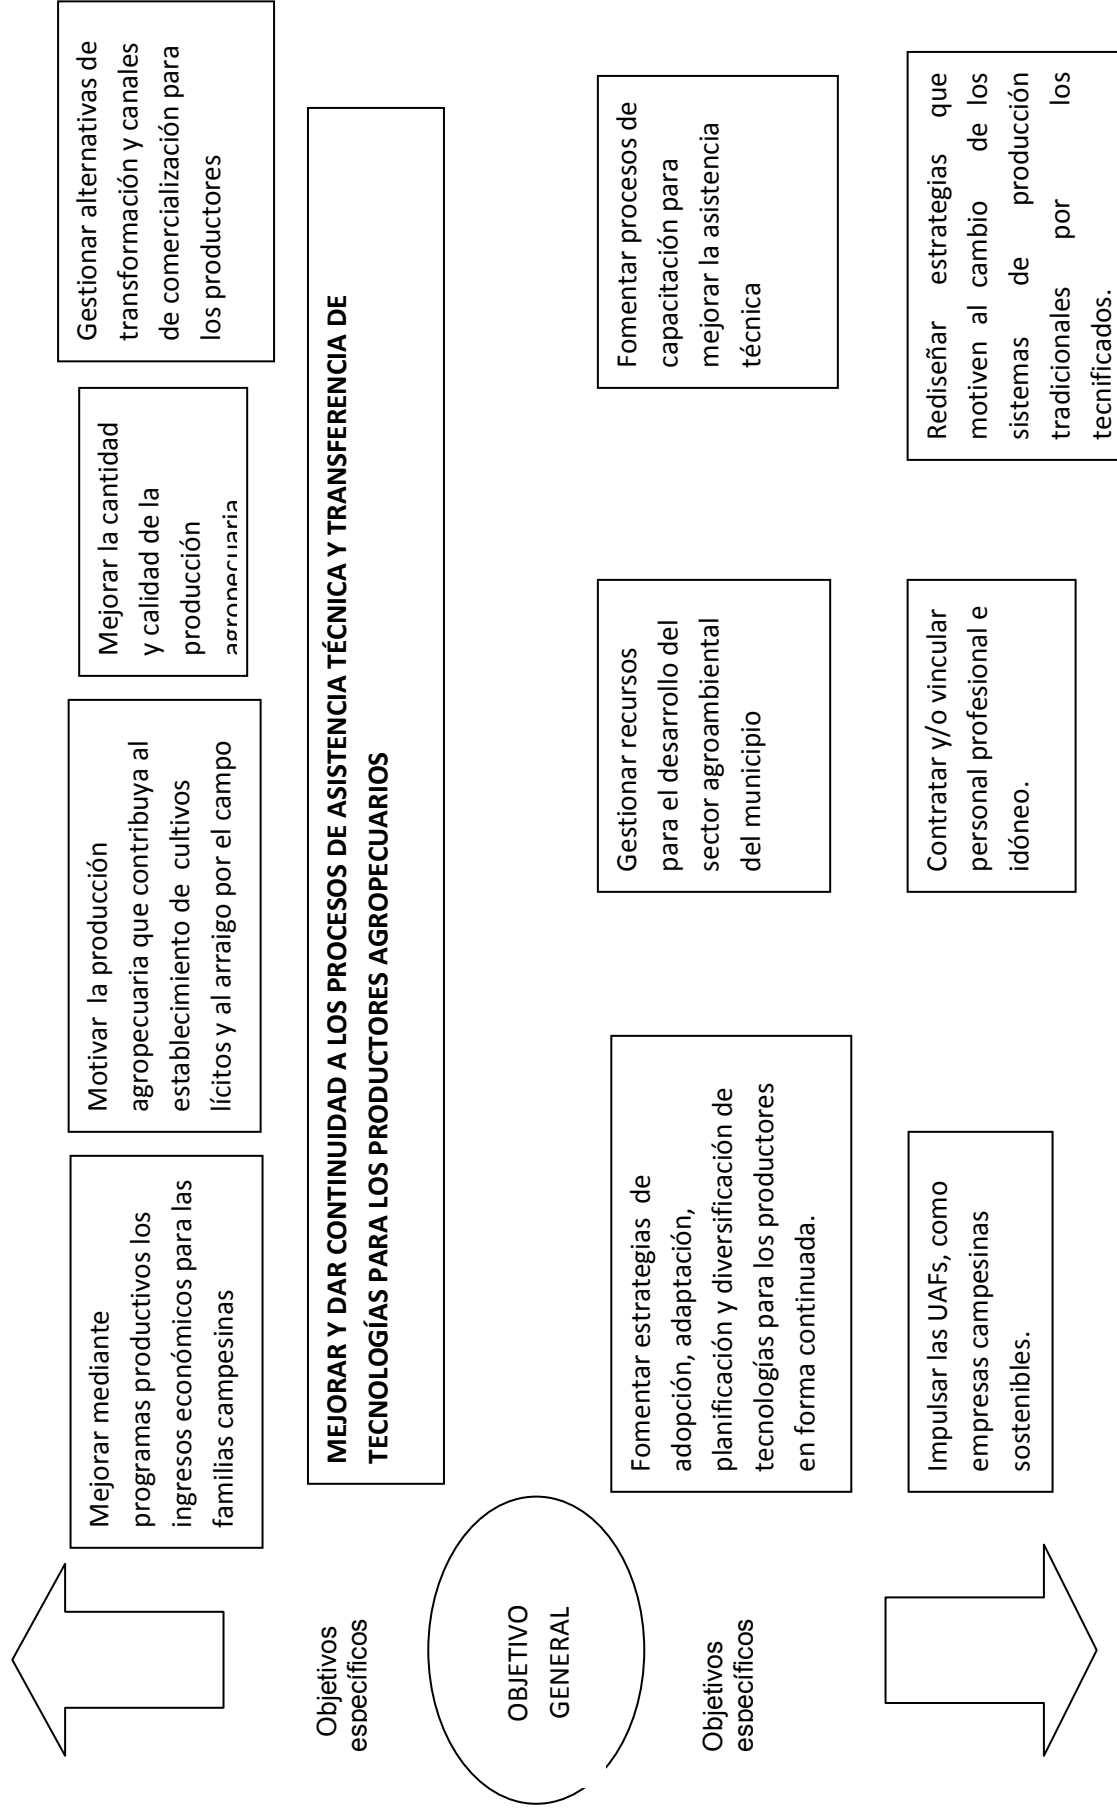 Mejorar mediante
programas productivos los
ingresos económicos para las
familias campesinas
Motivar la producción
agropecuaria que contribuya al
establecimiento de cultivos
lícitos y al arraigo por el campo
Mejorar la cantidad
y calidad de la
producción
agropecuaria
Gestionar alternativas de
transformación y canales
de comercialización para
los productores
Objetivos
específicos
MEJORAR Y DAR CONTINUIDAD A LOS PROCESOS DE ASISTENCIA TÉCNICA Y TRANSFERENCIA DE
TECNOLOGÍAS PARA LOS PRODUCTORES AGROPECUARIOS
OBJETIVO
GENERAL
Objetivos
específicos
Fomentar estrategias de
adopción, adaptación,
planificación y diversificación de
tecnologías para los productores
en forma continuada.
Gestionar recursos
para el desarrollo del
sector agroambiental
del municipio
Fomentar procesos de
capacitación para
mejorar la asistencia
técnica
Impulsar las UAFs, como
empresas campesinas
sostenibles.
Contratar y/o vincular
personal profesional e
idóneo.
Rediseñar estrategias que
motiven al cambio de los
sistemas de producción
tradicionales por los
tecnificados.